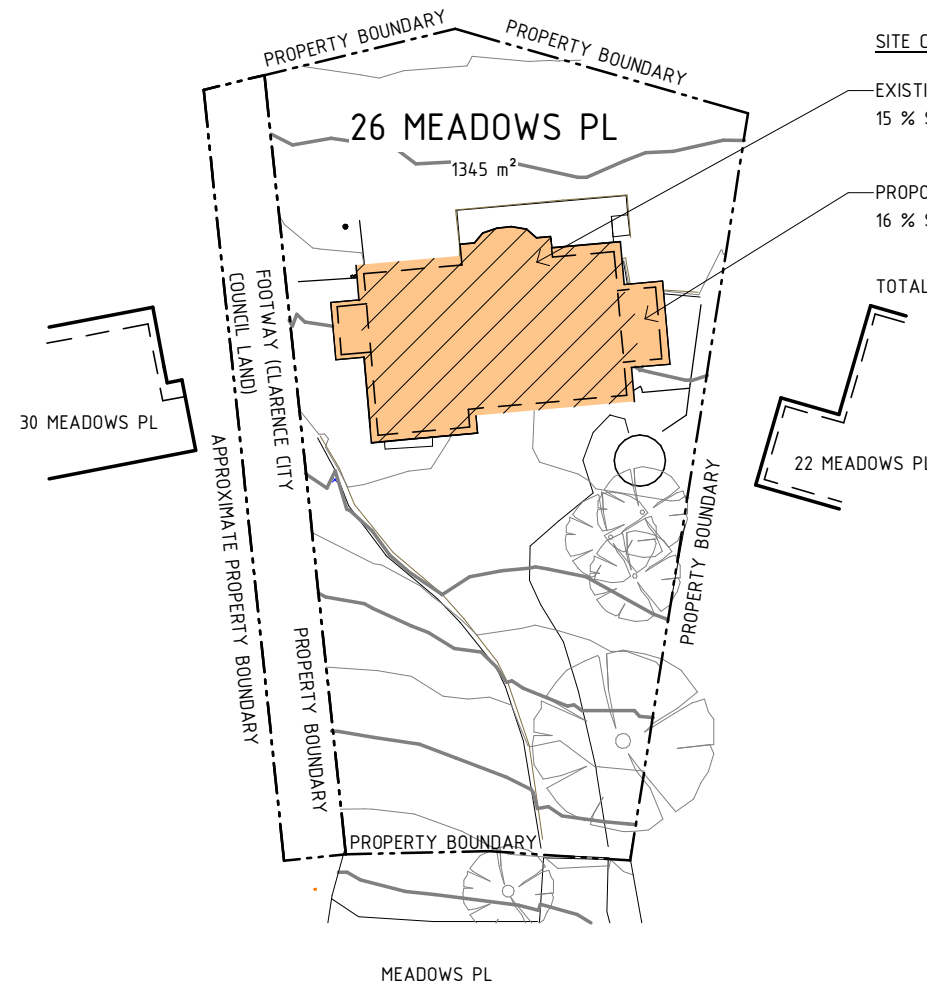 PROPERTY BOUNDARY
PROPERTY BOUNDARY
SITE
EXISTI
15 %
26 MEADOWS PL
1345 m²
PROPO
16 %
TOTAL
FOOTWAY (CLARENCE CITY
COUNCIL LAND)
30 MEADOWS PL
22 MEADOWS PL
APPROXIMATE PROPERTY BOUNDARY
PROPERTY BOUNDARY
PROPERTY BOUNDARY
PROPERTY BOUNDARY
MEADOWS PL